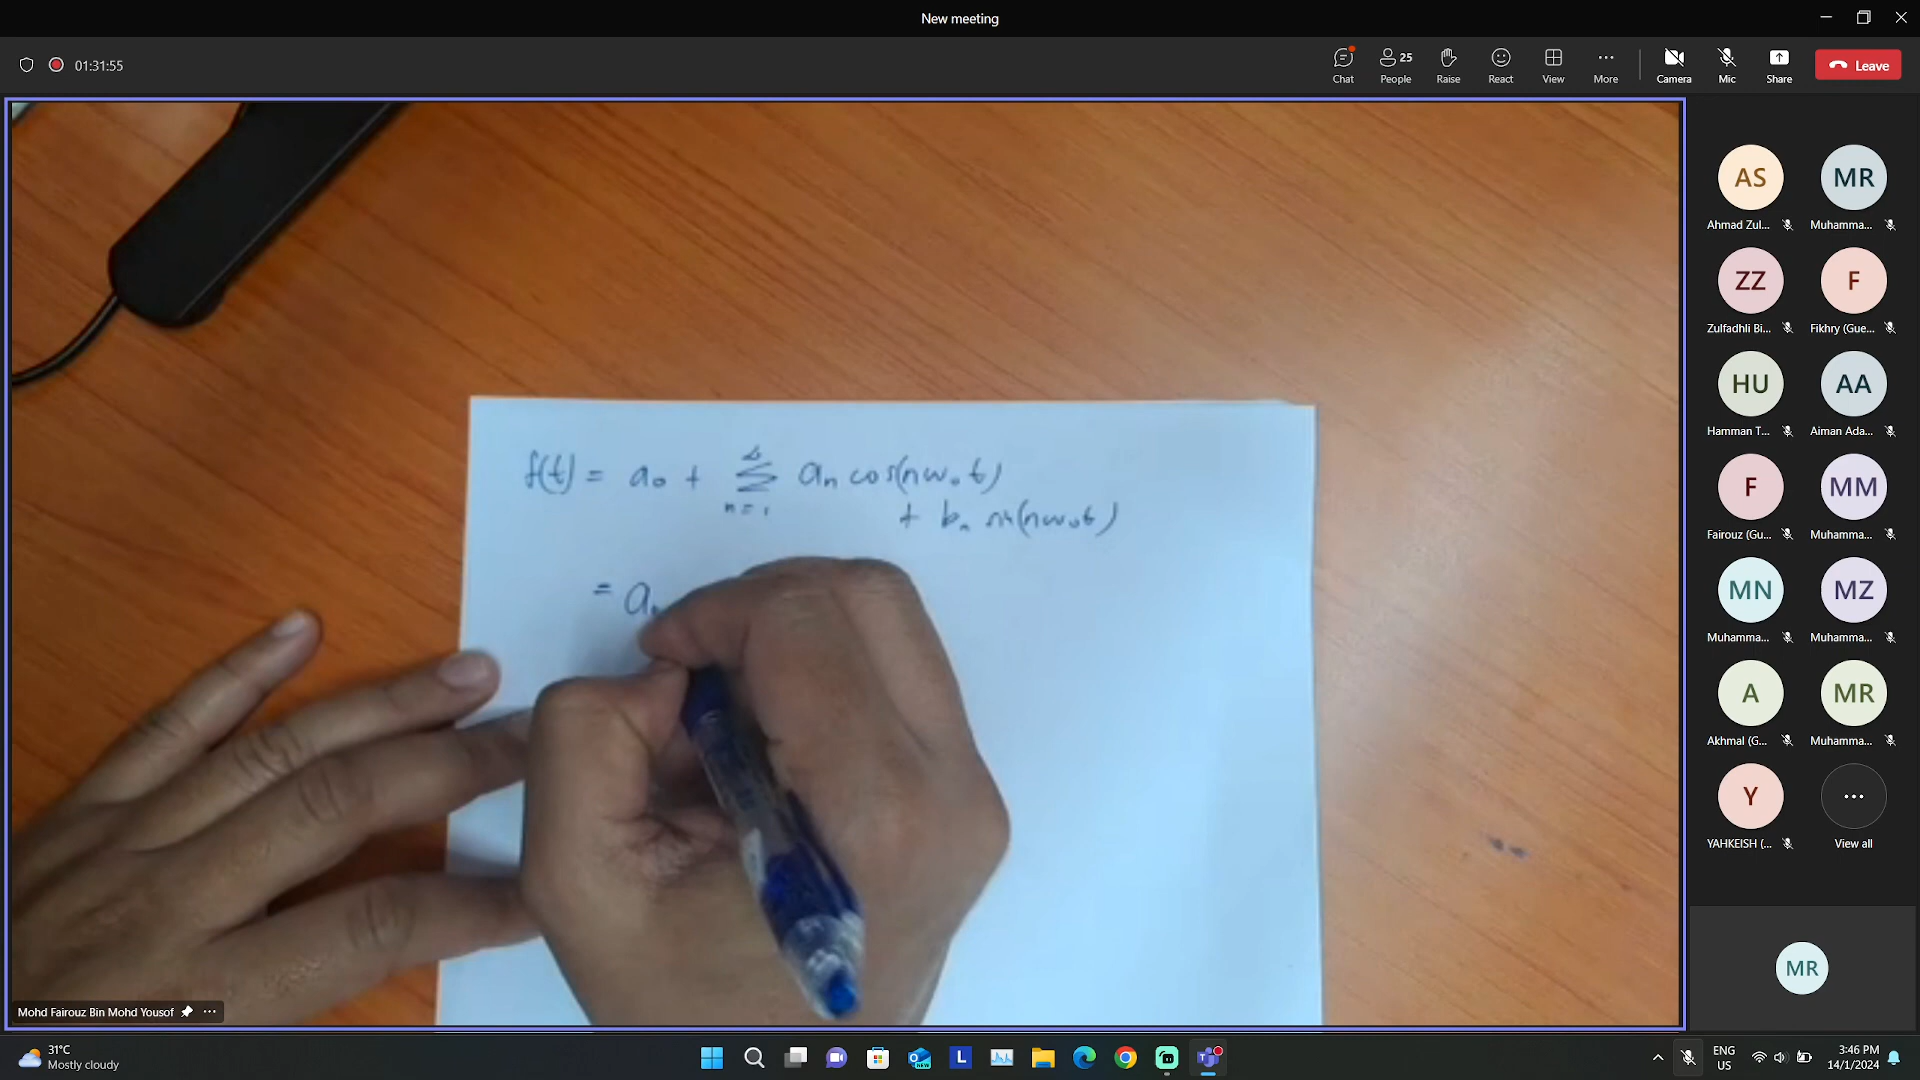 New meeting
01:31:55
Chat
25
People
Raise
React
View
More
Camera
Mic
Share
Leave
AS
MR
Ahmad Zul...
Muhamma...
ZZ
F
Zulfadhli Bi...
Fikhry (Gue...
HU
AA
Hamman T...
Aiman Ada...
F
MM
Fairouz (Gu...
Muhamma...
MN
MZ
Muhamma...
Muhamma...
A
MR
Akhmal (G...
Muhamma...
Y
...
YAHKEISH (...
View all
MR
f(t) = a₀ + ∑ aₙ cos(nω₀t)
n=1
+ bₙ sin(nω₀t)
= a
Mohd Fairouz Bin Mohd Yousof
31°C
Mostly cloudy
L
NEW
ENG
US
3:46 PM
14/1/2024